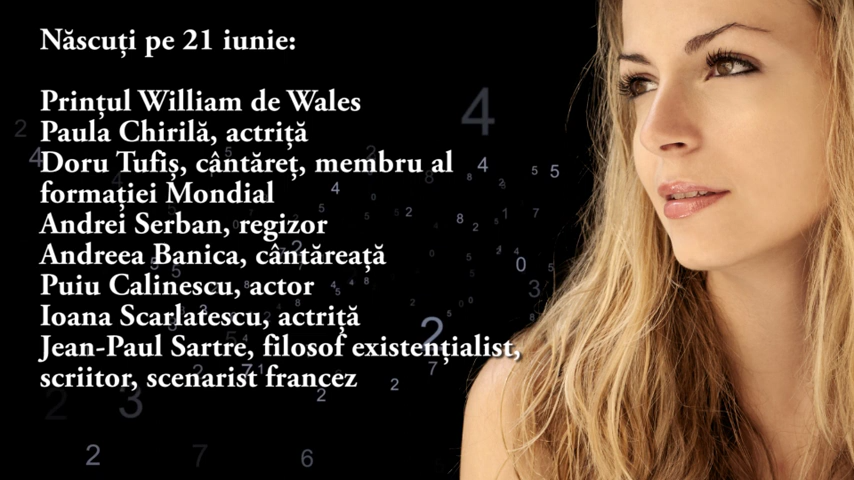 Născuți pe 21 iunie:
Prințul William de Wales
Paula Chirilă, actriță
Doru Tufiș, cântăreț, membru al
formației Mondial
Andrei Serban, regizor
Andreea Banica, cântăreață
Puiu Calinescu, actor
Ioana Scarlatescu, actriță
Jean-Paul Sartre, filosof existențialist,
scriitor, scenarist francez